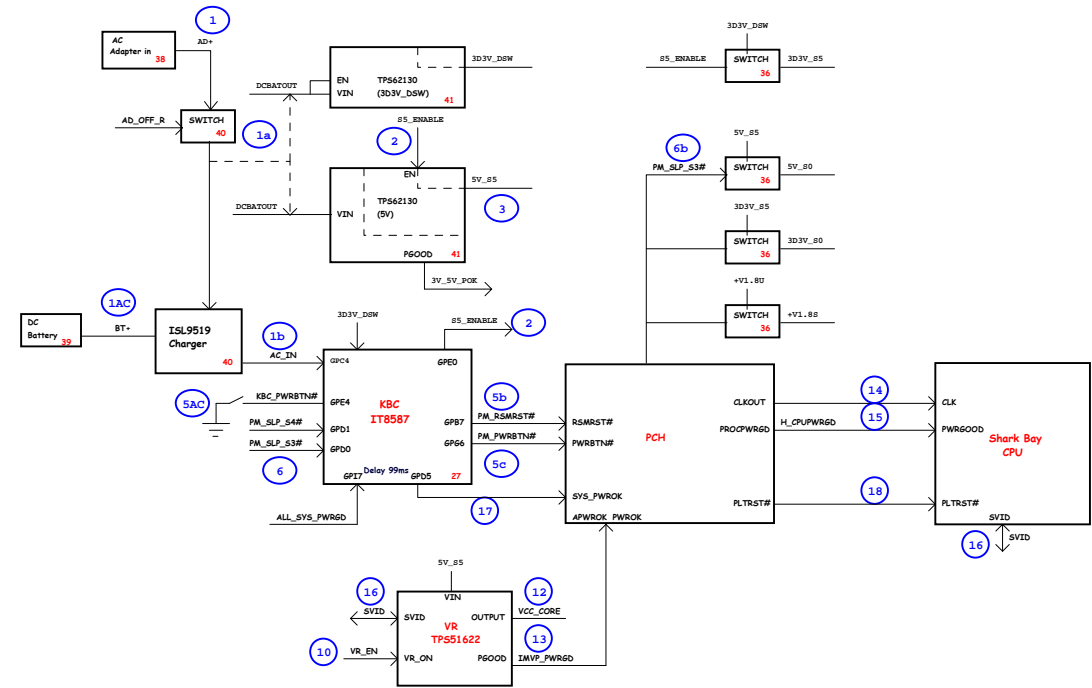 1
AC
Adapter in
38
AD+
AD_OFF_R
SWITCH
40
1a
DCBATOUT
EN
VIN
TPS62130
(3D3V_DSW)
41
3D3V_DSW
S5_ENABLE
2
EN
DCBATOUT
VIN
TPS62130
(5V)
PGOOD
41
5V_S5
3
3V_5V_POK
3D3V_DSW
S5_ENABLE
SWITCH
36
3D3V_S5
6b
PM_SLP_S3#
5V_S5
SWITCH
36
5V_S0
3D3V_S5
SWITCH
36
3D3V_S0
+V1.8U
SWITCH
36
+V1.8S
1AC
DC
Battery
39
BT+
ISL9519
Charger
40
1b
AC_IN
3D3V_DSW
S5_ENABLE
2
GPC4
GPE0
KBC
IT8587
5AC
KBC_PWRBTN#
GPE4
PM_SLP_S4#
GPD1
PM_SLP_S3#
GPD0
6
GPB7
GPG6
Delay 99ms
GPI7
GPD5
27
ALL_SYS_PWRGD
5b
PM_RSMRST#
PM_PWRBTN#
5c
17
RSMRST#
PWRBTN#
PCH
SYS_PWROK
APWROK PWROK
CLKOUT
PROCPWRGD
PLTRST#
14
15
H_CPUPWRGD
18
CLK
PWRGOOD
Shark Bay
CPU
PLTRST#
SVID
16
SVID
5V_S5
VIN
16
SVID
SVID
VR
TPS51622
10
VR_EN
VR_ON
OUTPUT
PGOOD
12
VCC_CORE
13
IMVP_PWRGD